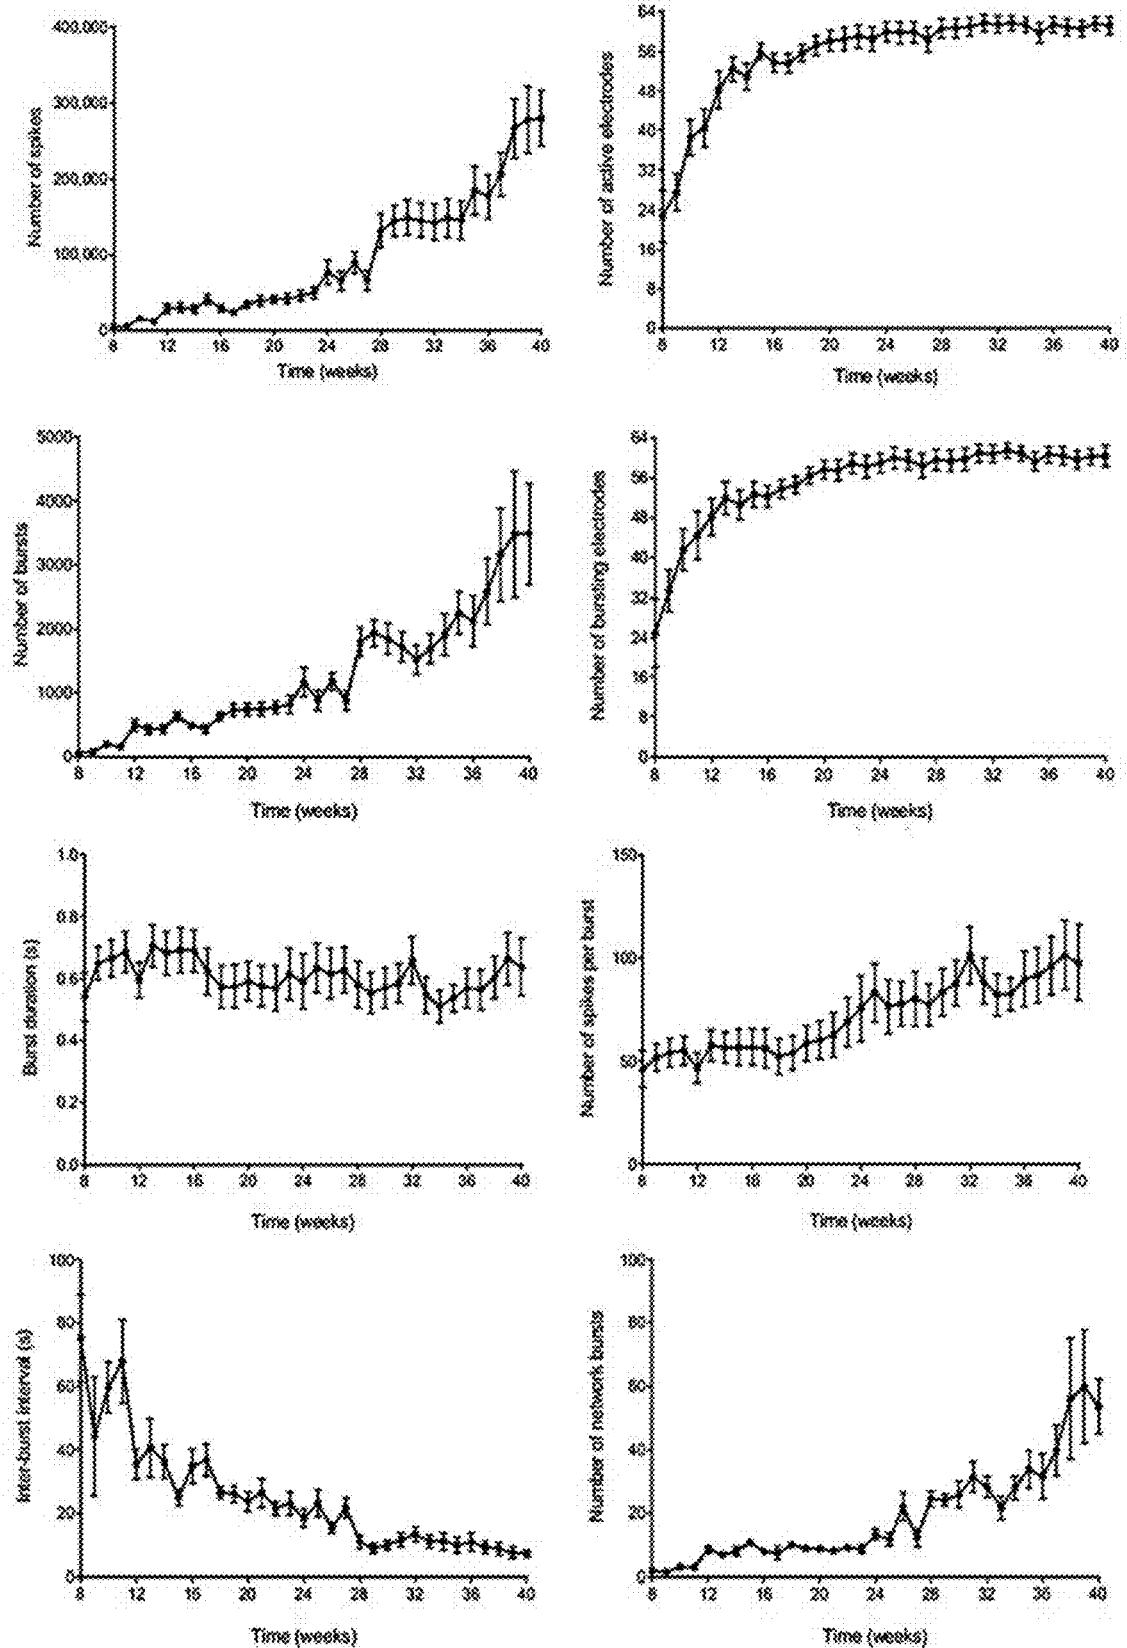 Number of spikes
400,000
300,000
200,000
100,000
0
8 12 16 20 24 28 32 36 40
Time (weeks)
Number of active electrodes
64
56
48
40
32
24
16
8
0
8 12 16 20 24 28 32 36 40
Time (weeks)
Number of bursts
5000
4000
3000
2000
1000
0
8 12 16 20 24 28 32 36 40
Time (weeks)
Number of bursting electrodes
64
56
48
40
32
24
16
8
0
8 12 16 20 24 28 32 36 40
Time (weeks)
Burst duration (s)
1.0
0.8
0.6
0.4
0.2
0.0
8 12 16 20 24 28 32 36 40
Time (weeks)
Number of spikes per burst
150
100
50
0
8 12 16 20 24 28 32 36 40
Time (weeks)
Inter-burst interval (s)
100
80
60
40
20
0
8 12 16 20 24 28 32 36 40
Time (weeks)
Number of network bursts
100
80
60
40
20
0
8 12 16 20 24 28 32 36 40
Time (weeks)